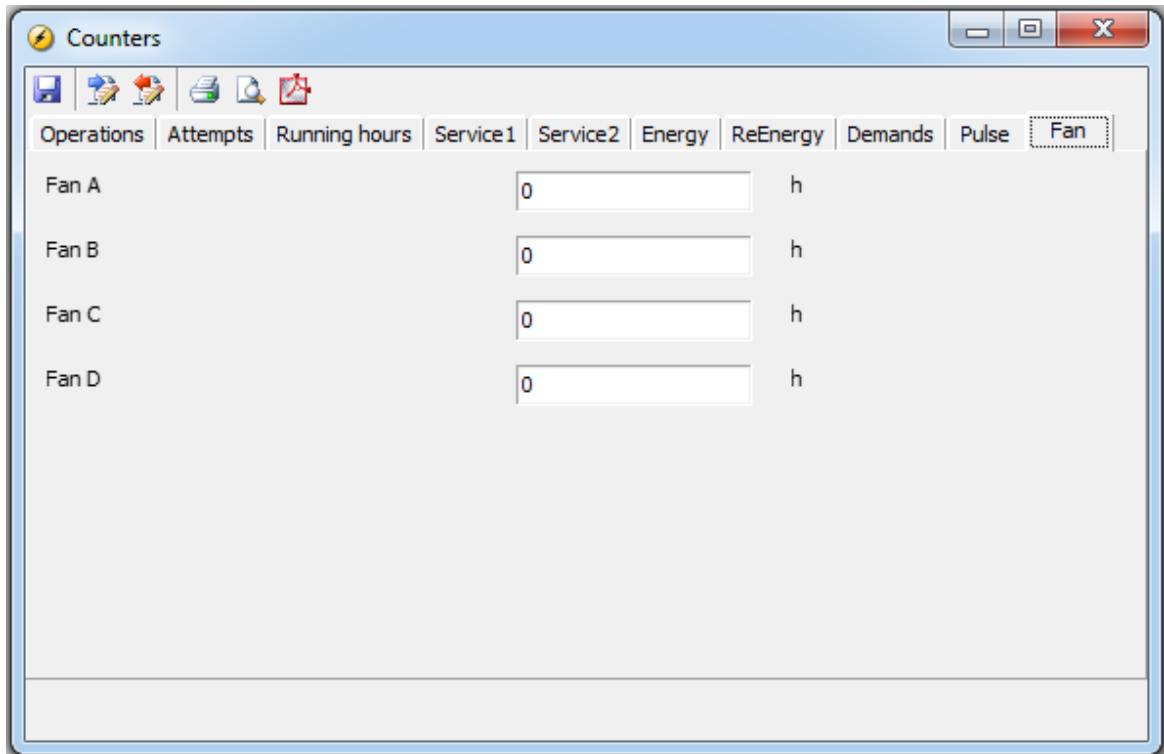 Counters
Operations Attempts Running hours Service1 Service2 Energy ReEnergy Demands Pulse Fan
Fan A 0 h
Fan B 0 h
Fan C 0 h
Fan D 0 h